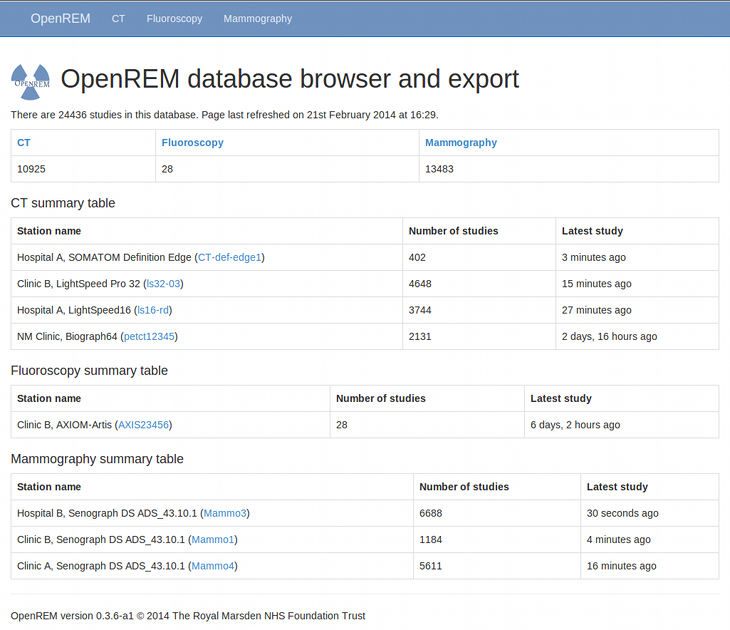 OpenREM CT Fluoroscopy Mammography
OPENREM
OpenREM database browser and export
There are 24436 studies in this database. Page last refreshed on 21st February 2014 at 16:29.
CT Fluoroscopy Mammography
10925 28 13483
CT summary table
Station name Number of studies Latest study
Hospital A, SOMATOM Definition Edge (CT-def-edge1) 402 3 minutes ago
Clinic B, LightSpeed Pro 32 (ls32-03) 4648 15 minutes ago
Hospital A, LightSpeed16 (ls16-rd) 3744 27 minutes ago
NM Clinic, Biograph64 (petct12345) 2131 2 days, 16 hours ago
Fluoroscopy summary table
Station name Number of studies Latest study
Clinic B, AXIOM-Artis (AXIS23456) 28 6 days, 2 hours ago
Mammography summary table
Station name Number of studies Latest study
Hospital B, Senograph DS ADS_43.10.1 (Mammo3) 6688 30 seconds ago
Clinic B, Senograph DS ADS_43.10.1 (Mammo1) 1184 4 minutes ago
Clinic A, Senograph DS ADS_43.10.1 (Mammo4) 5611 16 minutes ago
OpenREM version 0.3.6-a1 © 2014 The Royal Marsden NHS Foundation Trust